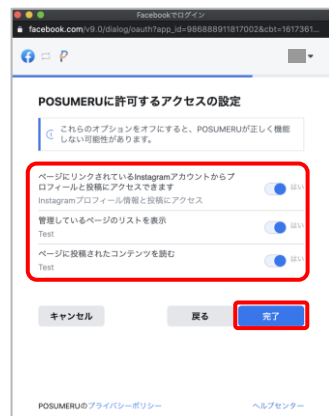 Facebookでログイン
facebook.com/v9.0/dialog/oauth?app_id=986888911817002&cbt=1617361...
POSUMERUに許可するアクセスの設定
これらのオプションをオフにすると、POSUMERUが正しく機能
しない可能性があります。
ページにリンクされているInstagramアカウントからプ
ロフィールと投稿にアクセスできます
はい
Instagramプロフィール情報と投稿にアクセス
管理しているページのリストを表示
はい
Test
ページに投稿されたコンテンツを読む
はい
Test
キャンセル
戻る
完了
POSUMERUのプライバシーポリシー
ヘルプセンター